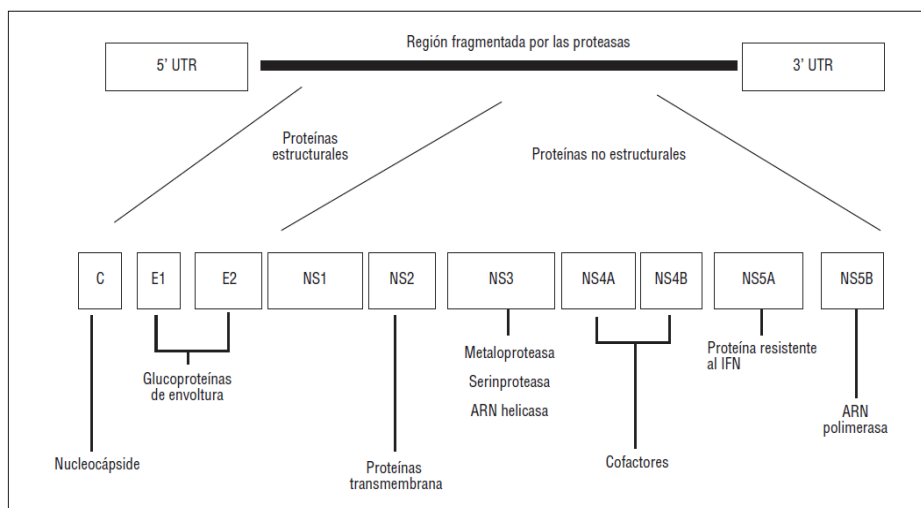 Región fragmentada por las proteasas
5' UTR
3' UTR
Proteínas
estructurales
Proteínas no estructurales
C
E1
E2
NS1
NS2
NS3
NS4A
NS4B
NS5A
NS5B
Glucoproteínas
de envoltura
Metaloproteasa
Serinproteasa
ARN helicasa
Proteína resistente
al IFN
ARN
polimerasa
Nucleocápside
Proteínas
transmembrana
Cofactores